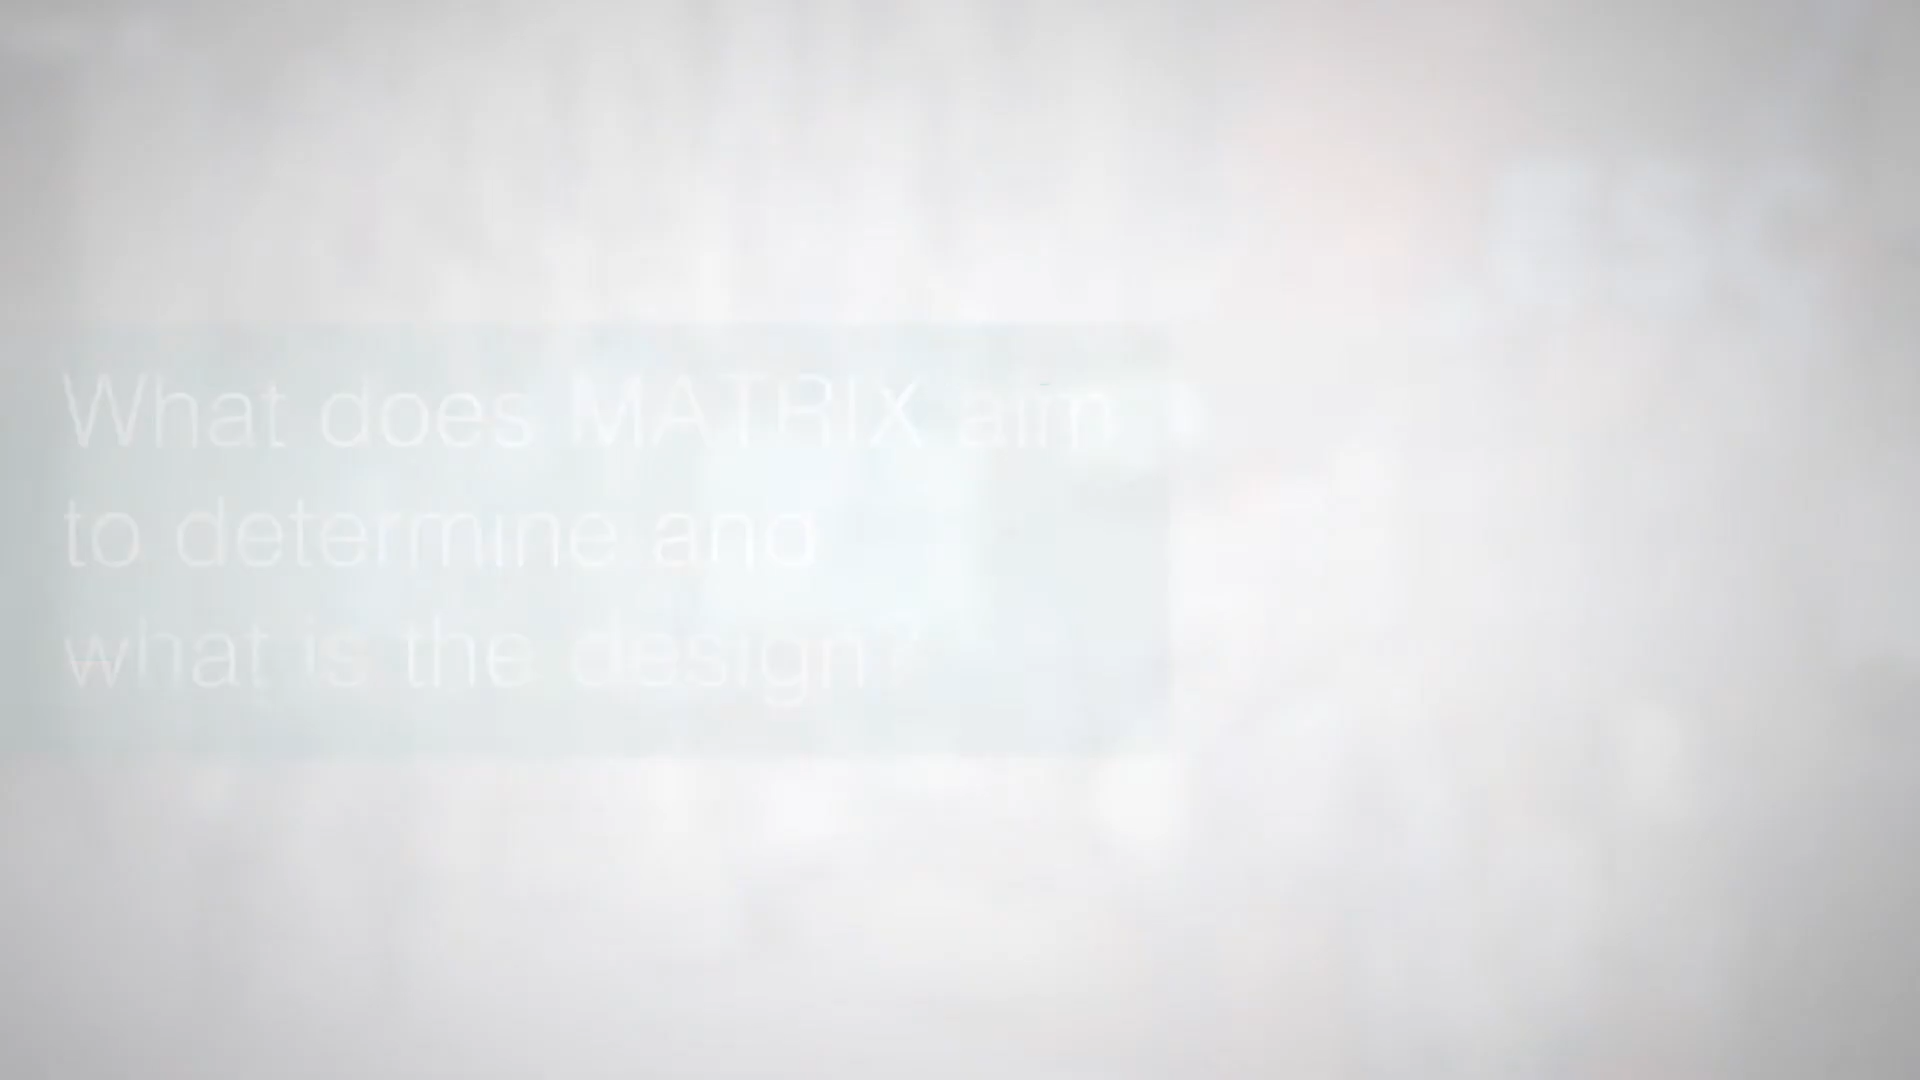 What does MATRIX aim
to determine and
what is the design?